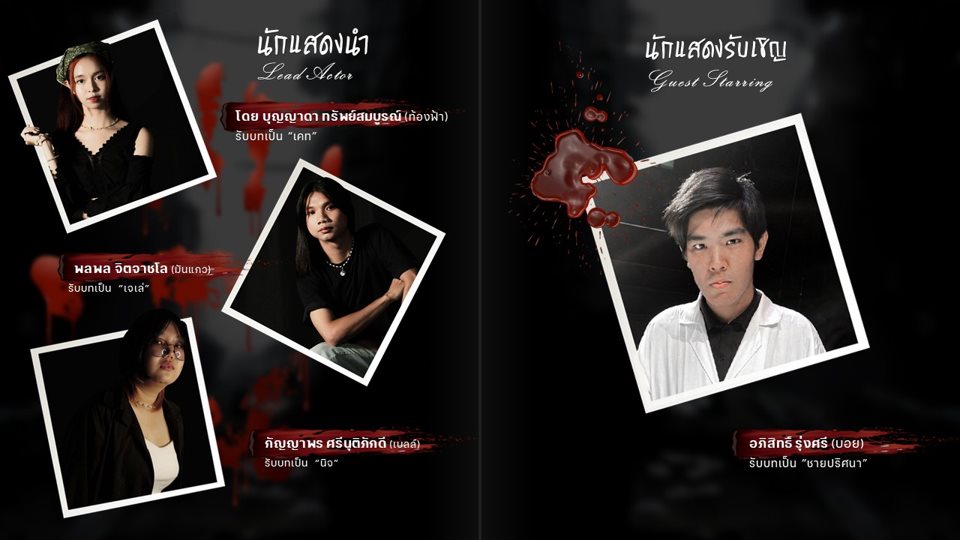 นักแสดงนำ
Lead Actor
โดย บุญญาดา ทรัพย์สมบูรณ์ (ท้องฟ้า)
รับบทเป็น “เคท”
พลพล จิตจาชโล (มันแกว)
รับบทเป็น “เจเล่”
กัญญาพร ศรีนุติภักดี (เบลล์)
รับบทเป็น “นิจ”
นักแสดงรับเชิญ
Guest Starring
อภิสิทธิ์ รุ่งศรี (บอย)
รับบทเป็น “ชายปริศนา”